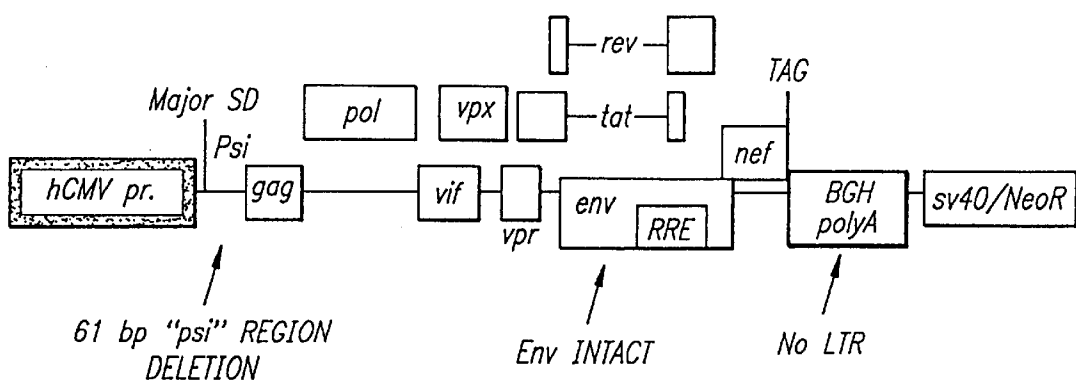 rev
TAG
Major SD
pol
vpx
tat
Psi
nef
hCMV pr.
gag
vif
vpr
env
RRE
BGH
polyA
sv40/NeoR
61 bp "psi" REGION
DELETION
Env INTACT
No LTR